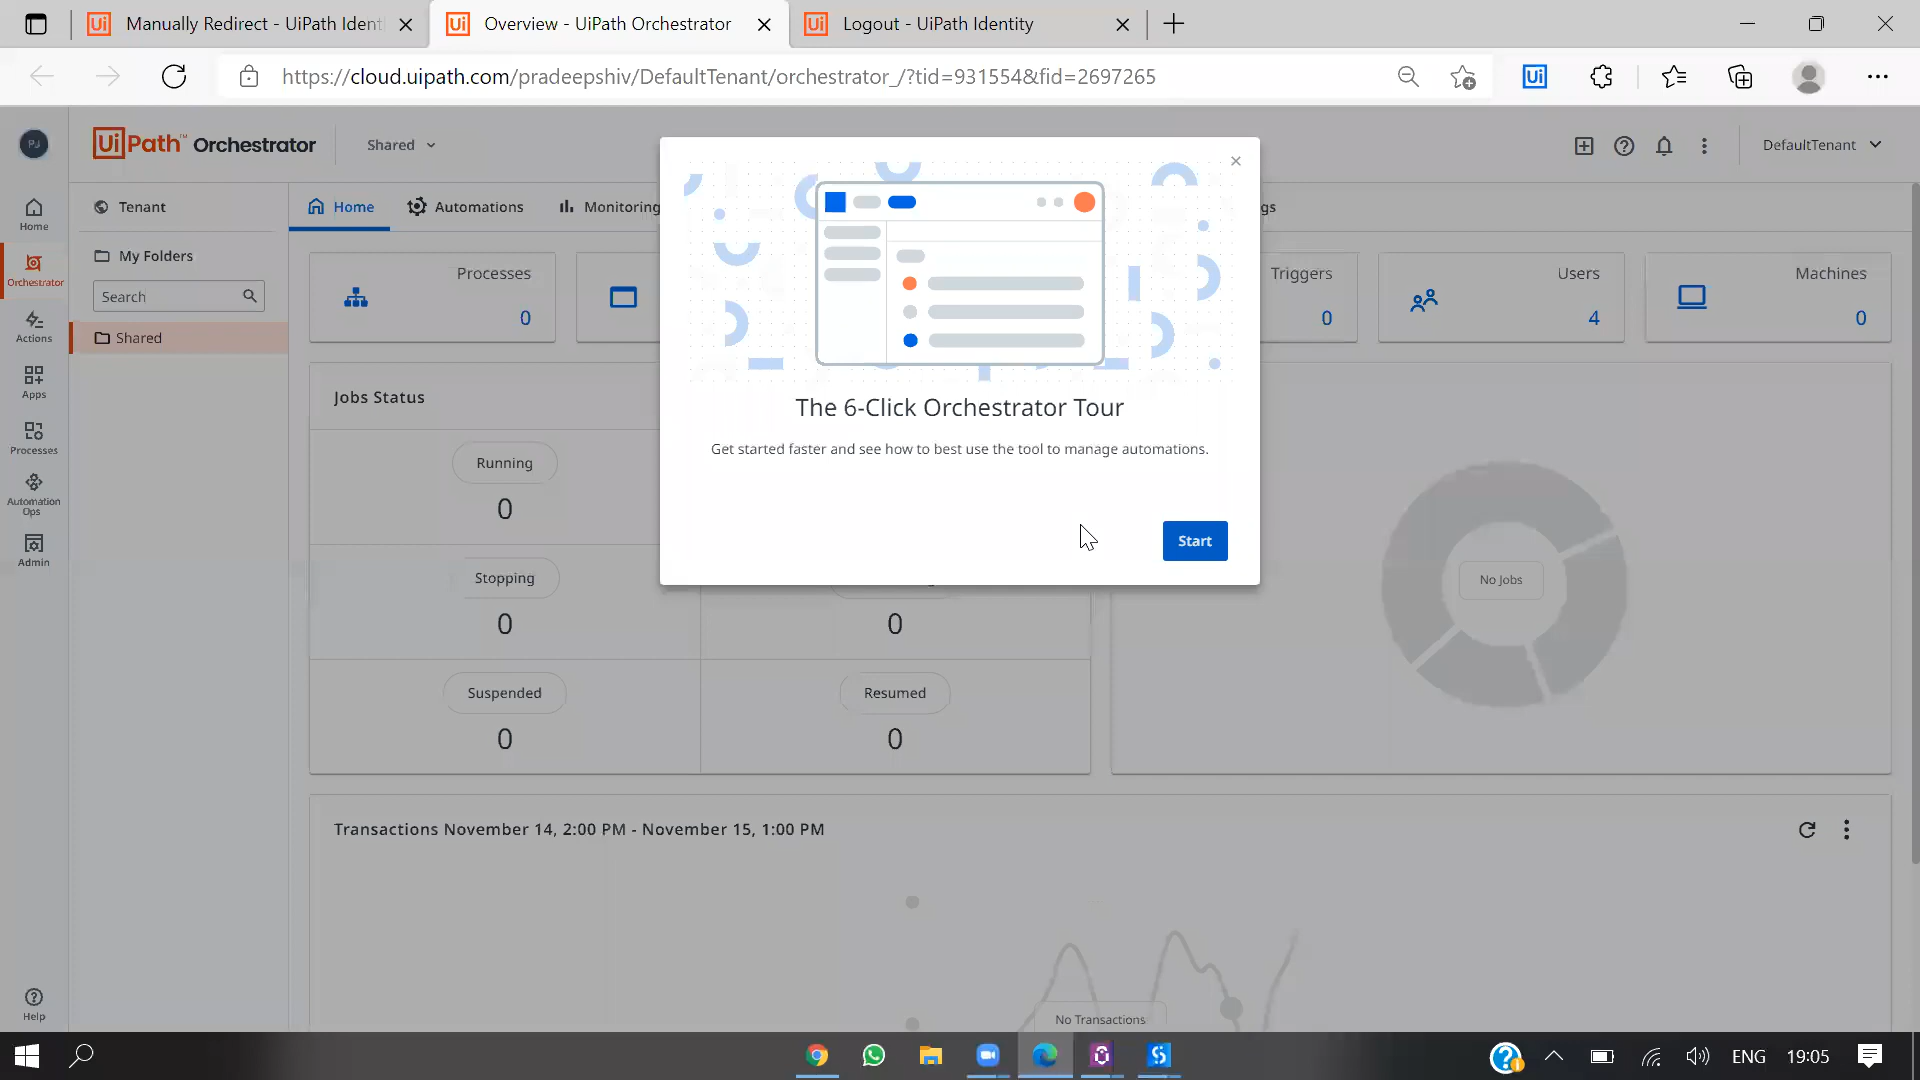 Manually Redirect - UiPath Ident
Overview - UiPath Orchestrator
Logout - UiPath Identity
https://cloud.uipath.com/pradeepshiv/DefaultTenant/orchestrator_/?tid=931554&fid=2697265
PJ
UiPath™ Orchestrator
Shared
DefaultTenant
Home
Orchestrator
Actions
Apps
Processes
Automation
Ops
Admin
Help
Tenant
My Folders
Search
Shared
Home
Automations
Monitoring
gs
Processes
0
Triggers
0
Users
4
Machines
0
Jobs Status
Running
0
Stopping
0
0
Suspended
0
Resumed
0
No Jobs
The 6-Click Orchestrator Tour
Get started faster and see how to best use the tool to manage automations.
Start
Transactions November 14, 2:00 PM - November 15, 1:00 PM
No Transactions
ENG
19:05